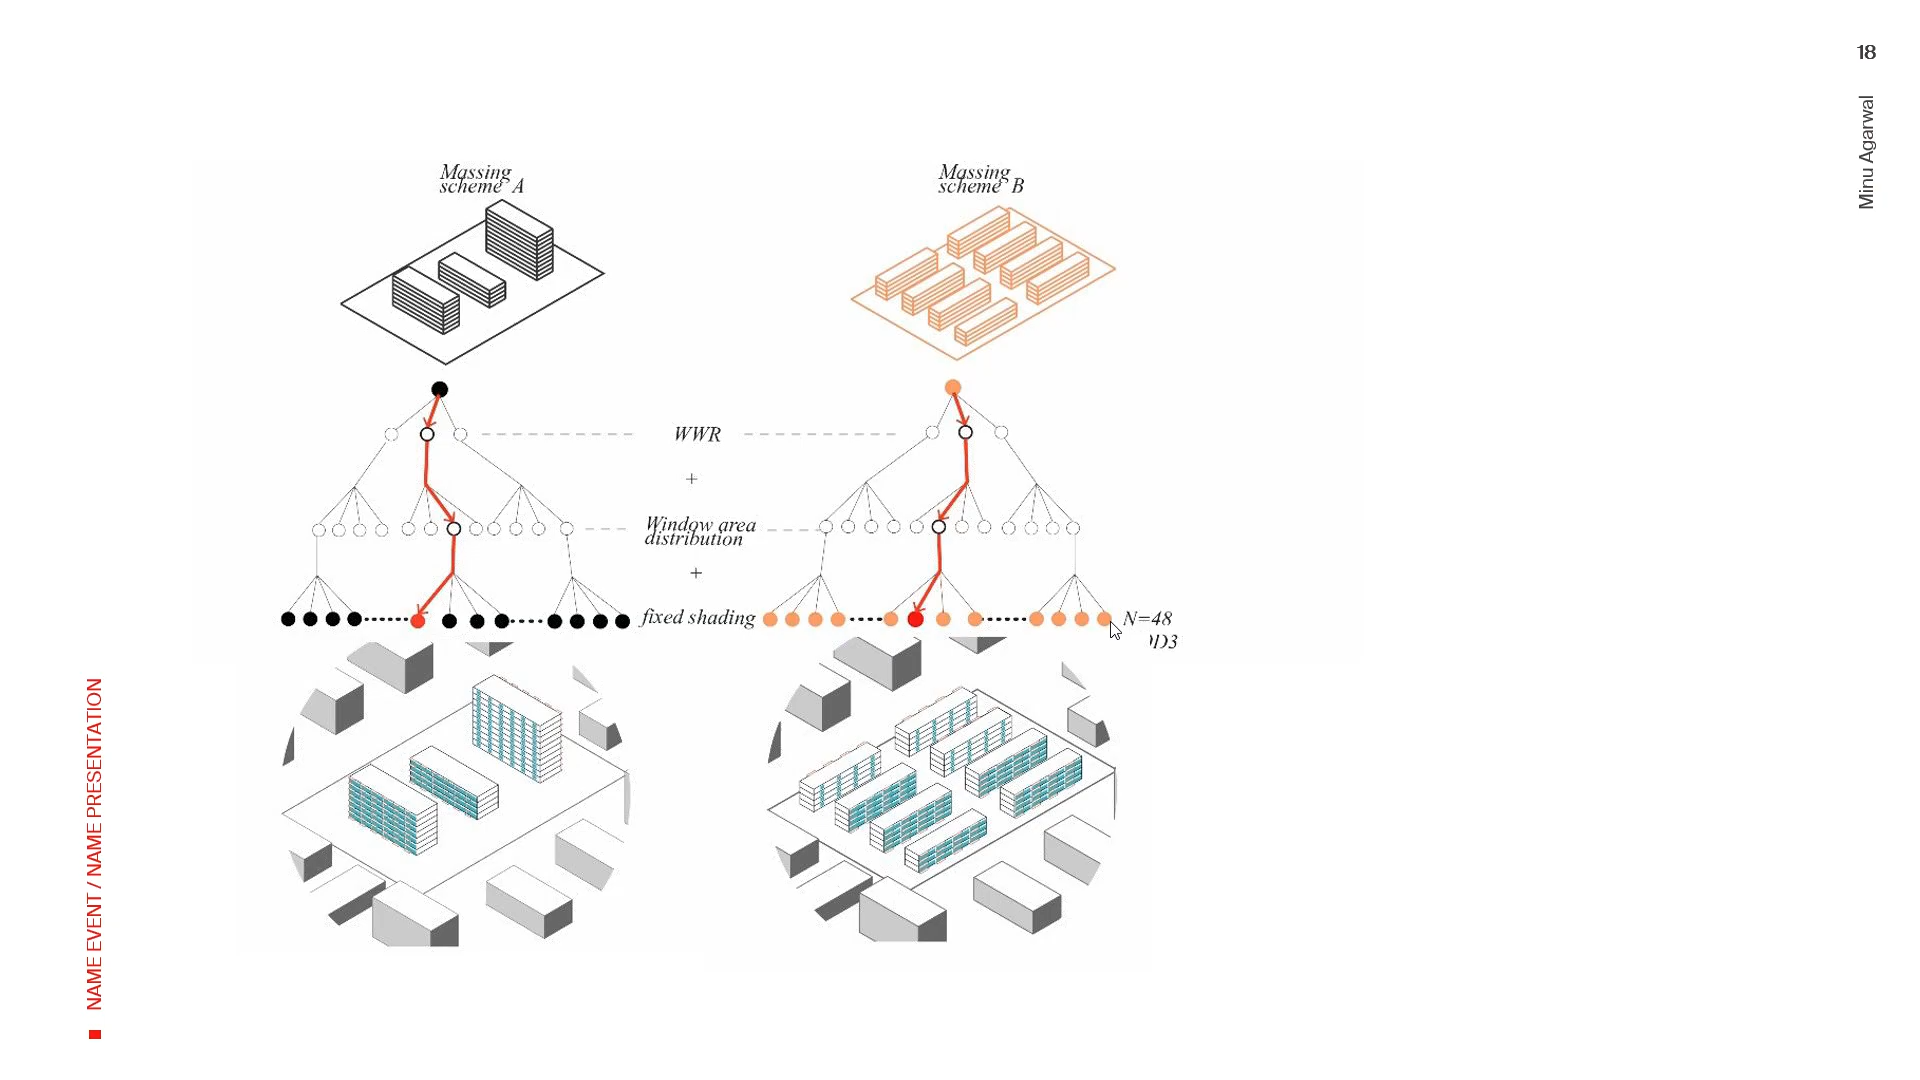 18
Minu Agarwal
Massing
scheme A
Massing
scheme B
WWR
+
Window area
distribution
+
fixed shading
N=48
NAME EVENT / NAME PRESENTATION